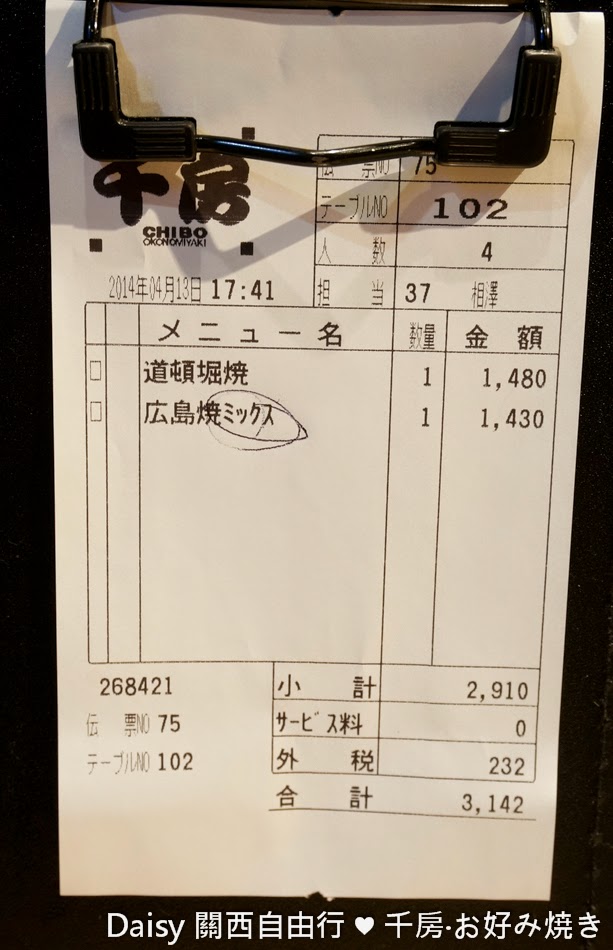 千房
CHIBO
OKONOMIYAKI
伝票NO 75
テーブルNO 102
人数 4
2014年04月13日 17:41 担当 37 相澤
メニュー名 数量 金額
道頓堀焼 1 1,480
広島焼ミックス 1 1,430
268421 小計 2,910
伝票NO 75 サービス料 0
テーブルNO 102 外税 232
合計 3,142
Daisy 關西自由行 ♥ 千房·お好み焼き